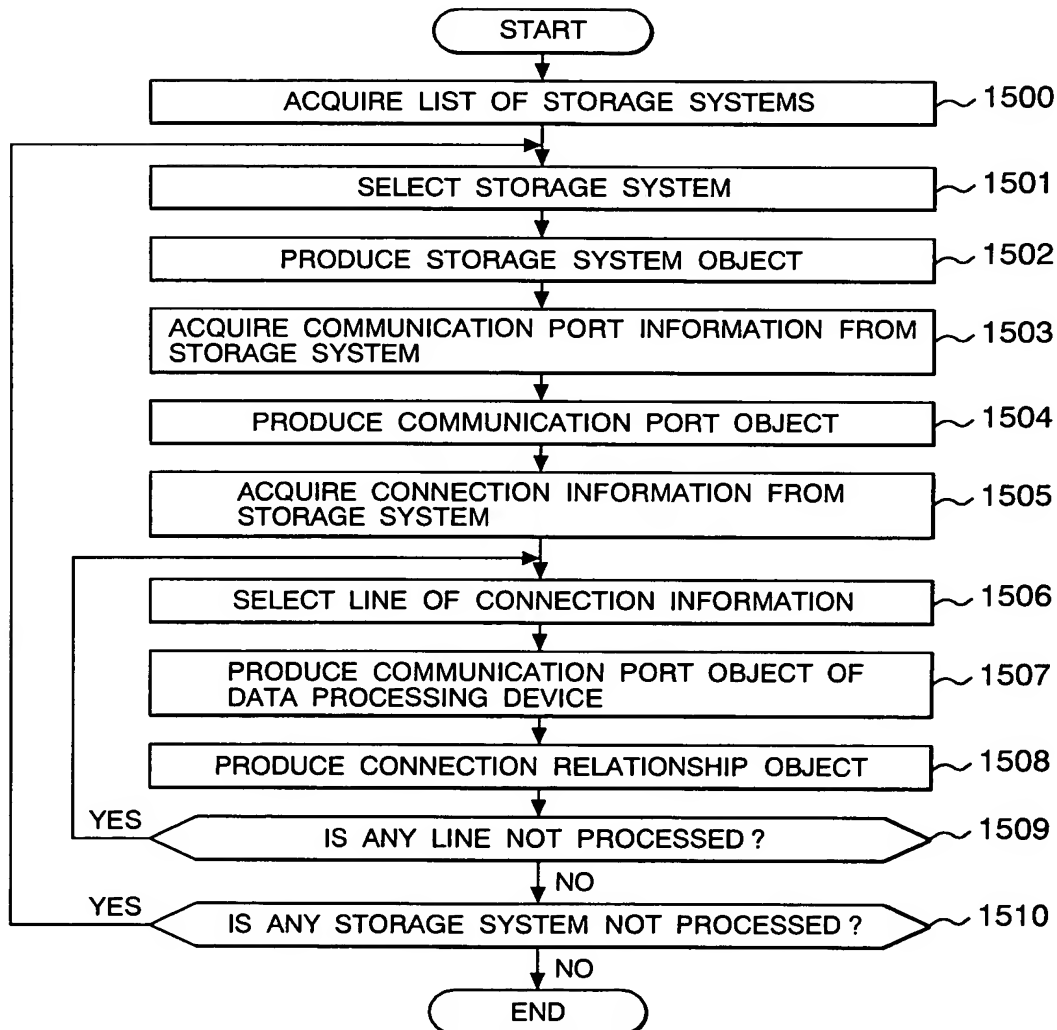 START
ACQUIRE LIST OF STORAGE SYSTEMS
1500
SELECT STORAGE SYSTEM
1501
PRODUCE STORAGE SYSTEM OBJECT
1502
ACQUIRE COMMUNICATION PORT INFORMATION FROM
STORAGE SYSTEM
1503
PRODUCE COMMUNICATION PORT OBJECT
1504
ACQUIRE CONNECTION INFORMATION FROM
STORAGE SYSTEM
1505
SELECT LINE OF CONNECTION INFORMATION
1506
PRODUCE COMMUNICATION PORT OBJECT OF
DATA PROCESSING DEVICE
1507
PRODUCE CONNECTION RELATIONSHIP OBJECT
1508
YES
IS ANY LINE NOT PROCESSED?
1509
NO
YES
IS ANY STORAGE SYSTEM NOT PROCESSED?
1510
NO
END